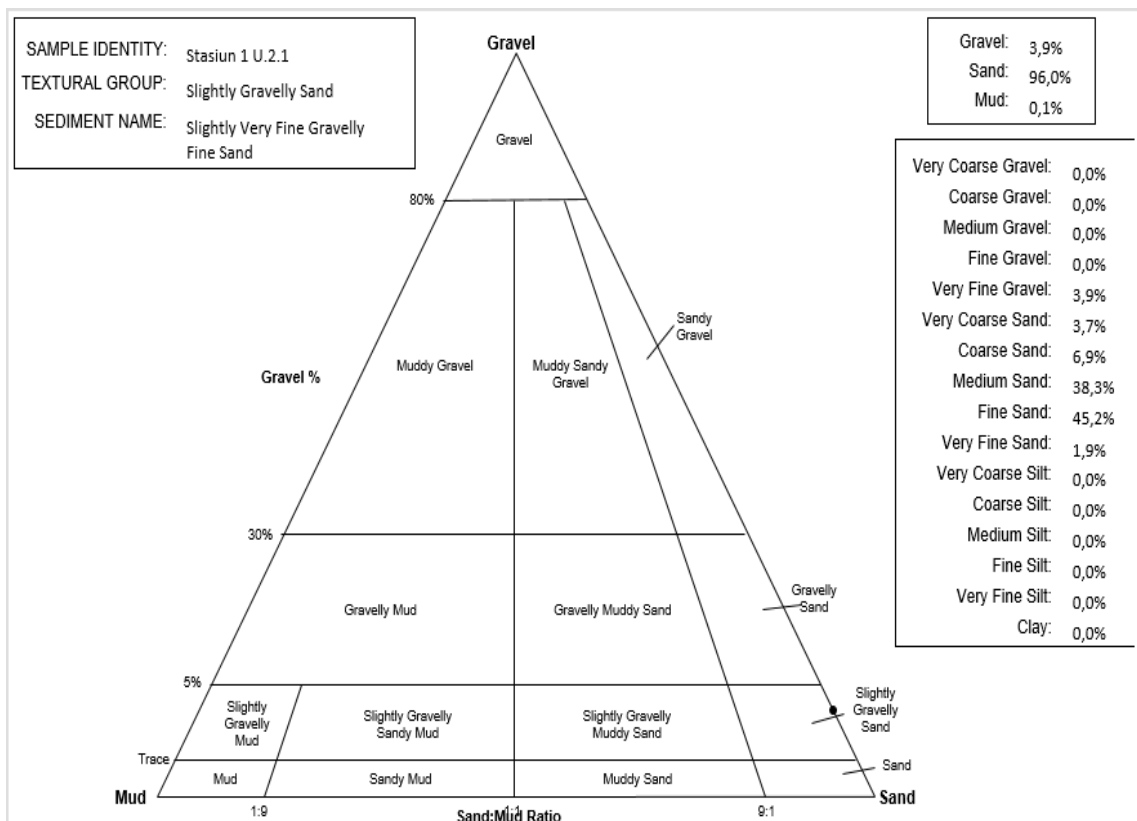 SAMPLE IDENTITY: Stasiun 1 U.2.1
TEXTURAL GROUP: Slightly Gravelly Sand
SEDIMENT NAME: Slightly Very Fine Gravelly
Fine Sand
Gravel: 3,9%
Sand: 96,0%
Mud: 0,1%
Very Coarse Gravel: 0,0%
Coarse Gravel: 0,0%
Medium Gravel: 0,0%
Fine Gravel: 0,0%
Very Fine Gravel: 3,9%
Very Coarse Sand: 3,7%
Coarse Sand: 6,9%
Medium Sand: 38,3%
Fine Sand: 45,2%
Very Fine Sand: 1,9%
Very Coarse Silt: 0,0%
Coarse Silt: 0,0%
Medium Silt: 0,0%
Fine Silt: 0,0%
Very Fine Silt: 0,0%
Clay: 0,0%
Gravel
Gravel
80%
Sandy
Gravel
Muddy Gravel
Muddy Sandy
Gravel
Gravel %
30%
Gravelly Mud
Gravelly Muddy Sand
Gravelly
Sand
5%
Slightly
Gravelly
Mud
Slightly Gravelly
Sandy Mud
Slightly Gravelly
Muddy Sand
Slightly
Gravelly
Sand
Trace
Mud
Sandy Mud
Muddy Sand
Sand
Mud
Sand
1:9
1:1
9:1
Sand:Mud Ratio